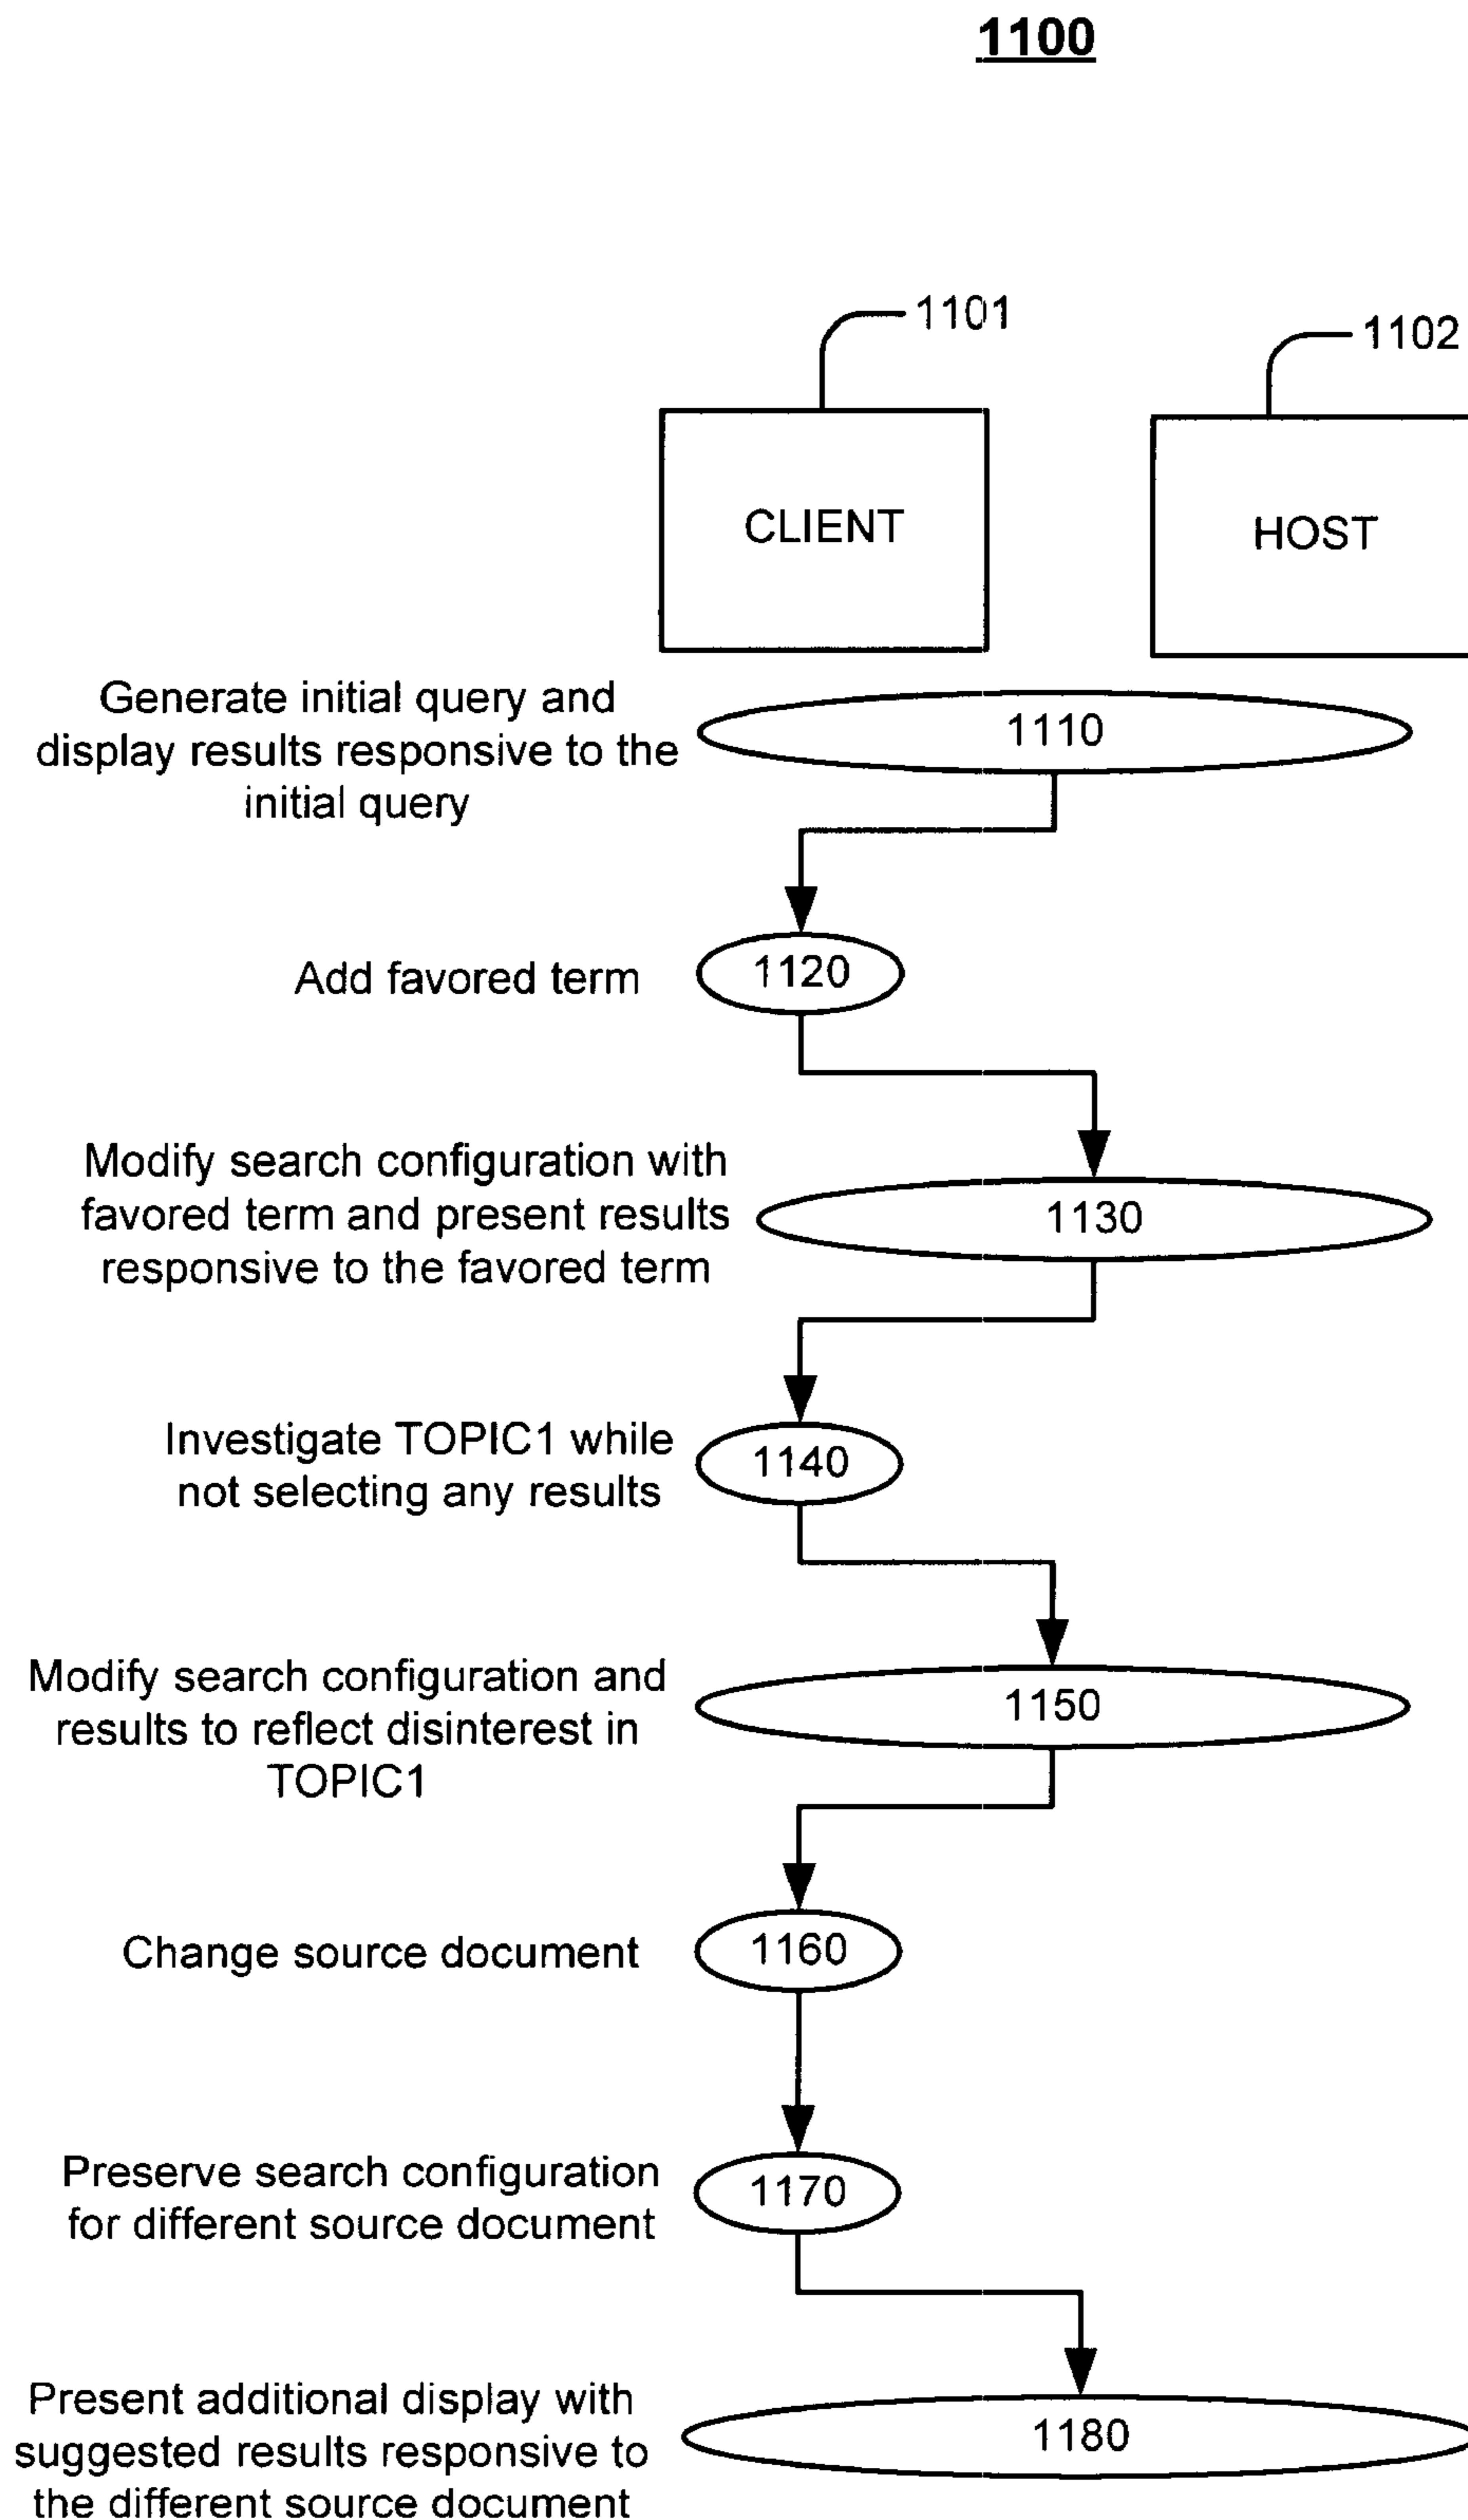 1100
1101
1102
CLIENT
HOST
Generate initial query and
display results responsive to the
initial query
1110
Add favored term
1120
Modify search configuration with
favored term and present results
responsive to the favored term
1130
Investigate TOPIC1 while
not selecting any results
1140
Modify search configuration and
results to reflect disinterest in
TOPIC1
1150
Change source document
1160
Preserve search configuration
for different source document
1170
Present additional display with
suggested results responsive to
the different source document
1180